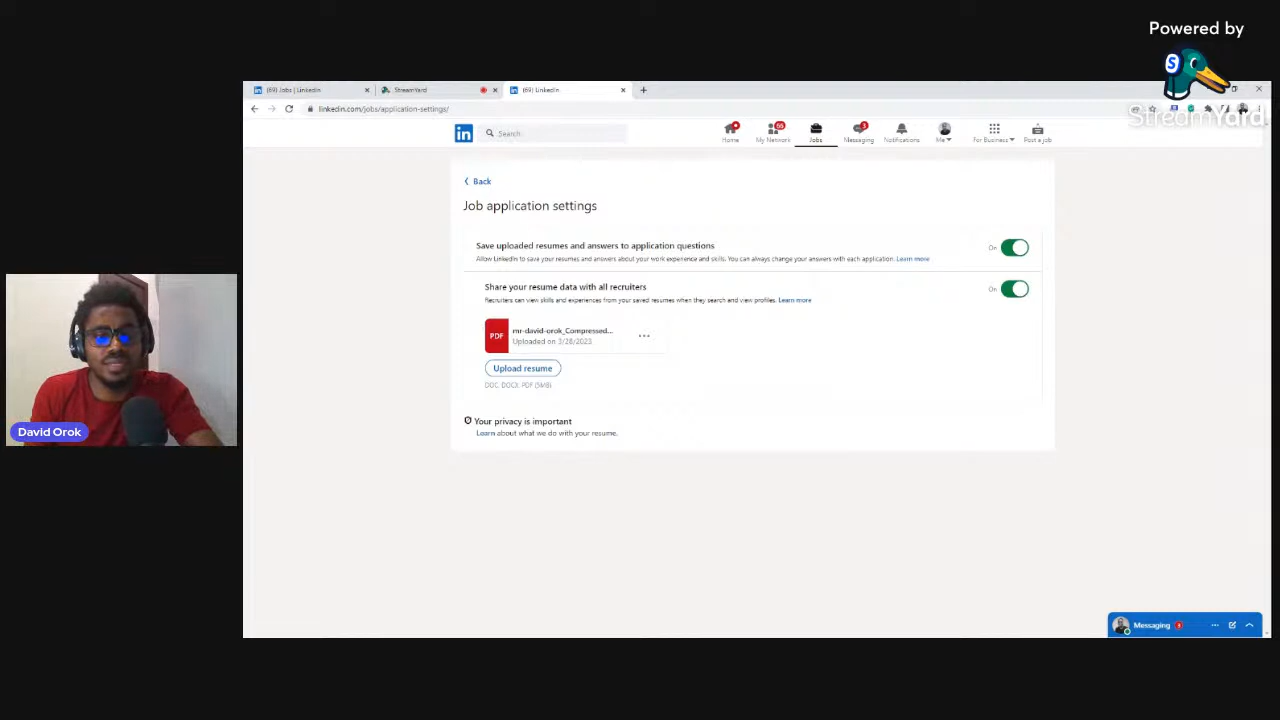 Powered by
StreamYard
(69) Jobs | LinkedIn
StreamYard
(69) LinkedIn
linkedin.com/jobs/application-settings/
in
Search
Home
My Network
Jobs
Messaging
Notifications
Me
For Business
Post a job
Back
Job application settings
Save uploaded resumes and answers to application questions
On
Allow LinkedIn to save your resumes and answers about your work experience and skills. You can always change your answers with each application. Learn more
Share your resume data with all recruiters
On
Recruiters can view skills and experiences from your saved resumes when they search and view profiles. Learn more
PDF
mr-david-orok_Compressed...
Uploaded on 3/28/2023
Upload resume
DOC, DOCX, PDF (5MB)
Your privacy is important
Learn about what we do with your resume.
David Orok
Messaging